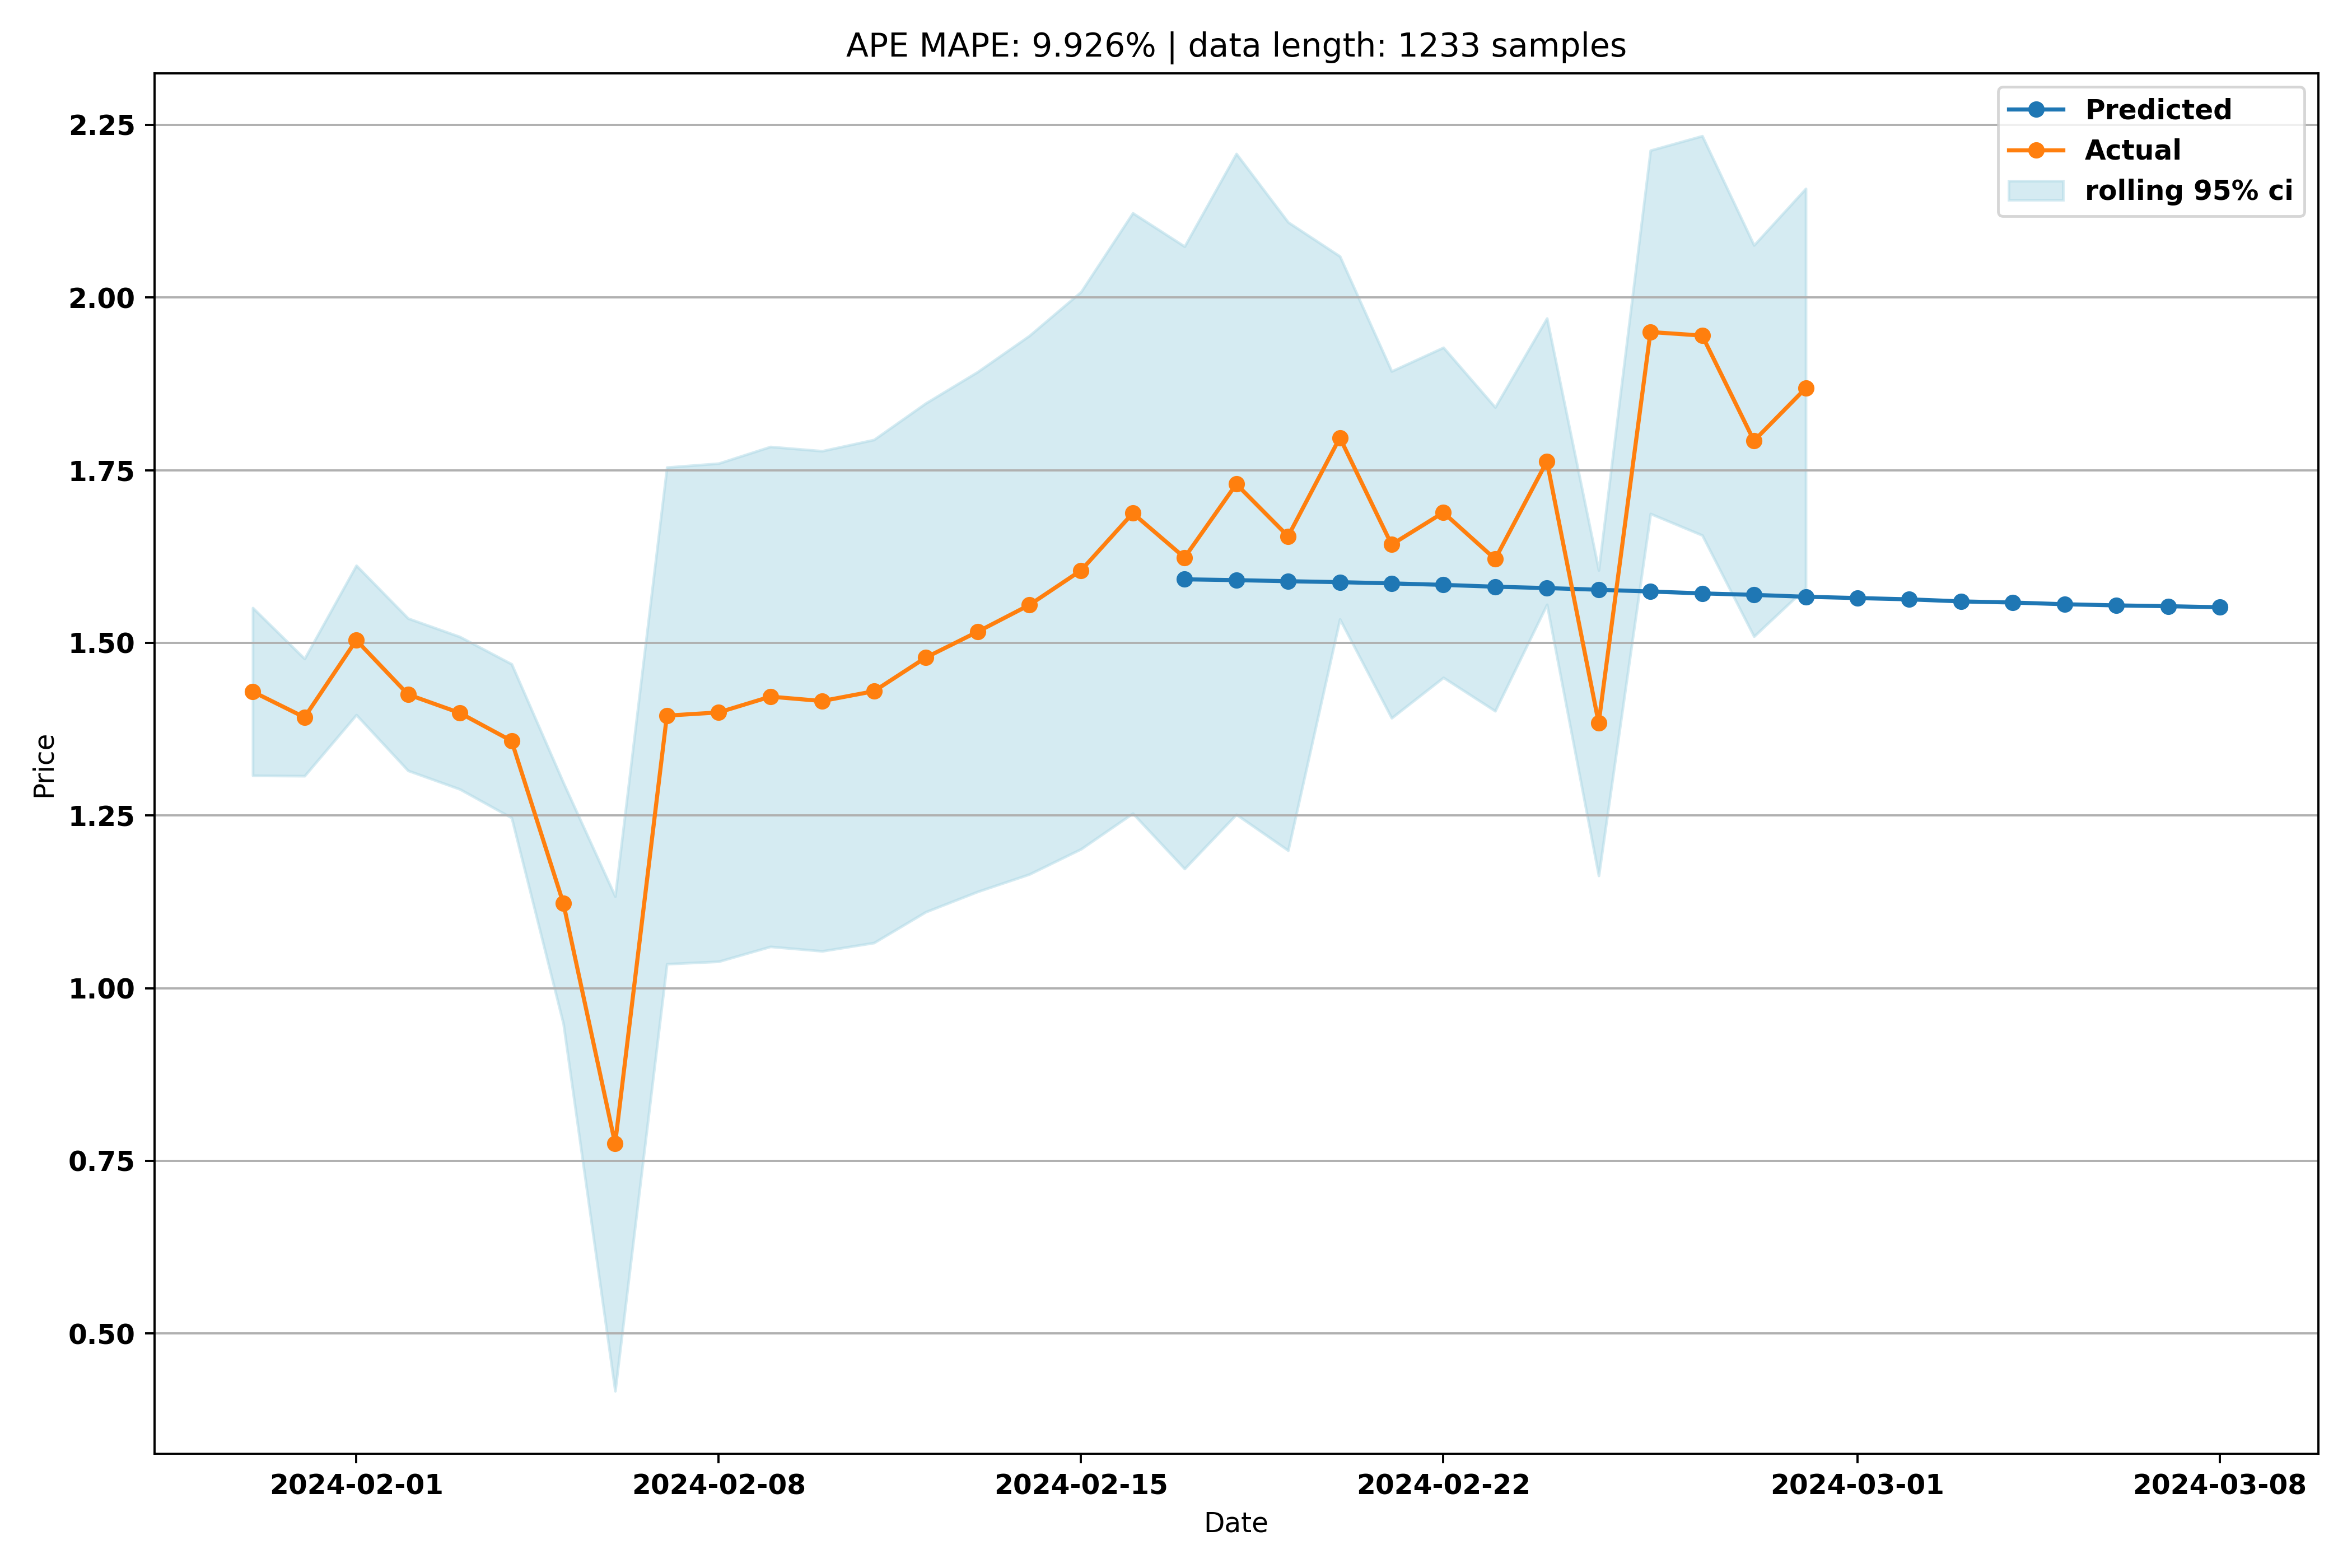 APE MAPE: 9.926% | data length: 1233 samples
Predicted
Actual
rolling 95% ci
2.25
2.00
1.75
1.50
1.25
1.00
0.75
0.50
Price
2024-02-01
2024-02-08
2024-02-15
2024-02-22
2024-03-01
2024-03-08
Date